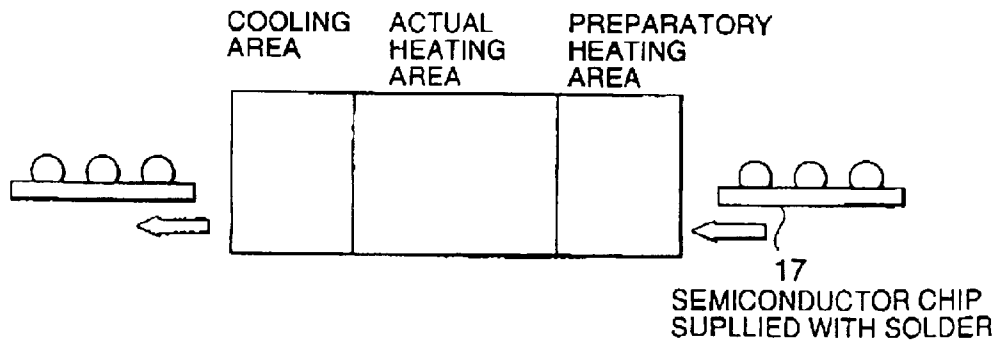 COOLING
AREA
ACTUAL
HEATING
AREA
PREPARATORY
HEATING
AREA
17
SEMICONDUCTOR CHIP
SUPLLIED WITH SOLDER